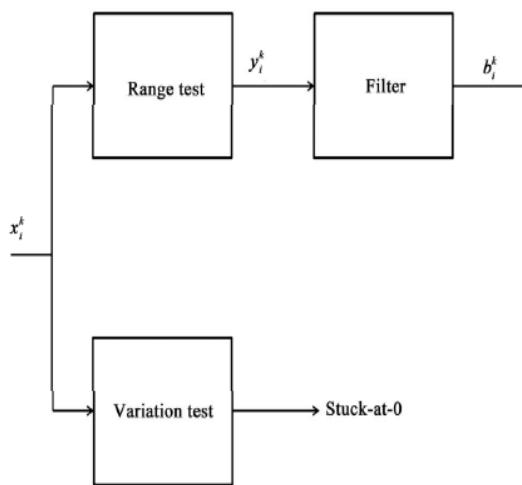 y_i^k
b_i^k
Range test
Filter
x_i^k
Variation test
Stuck-at-0